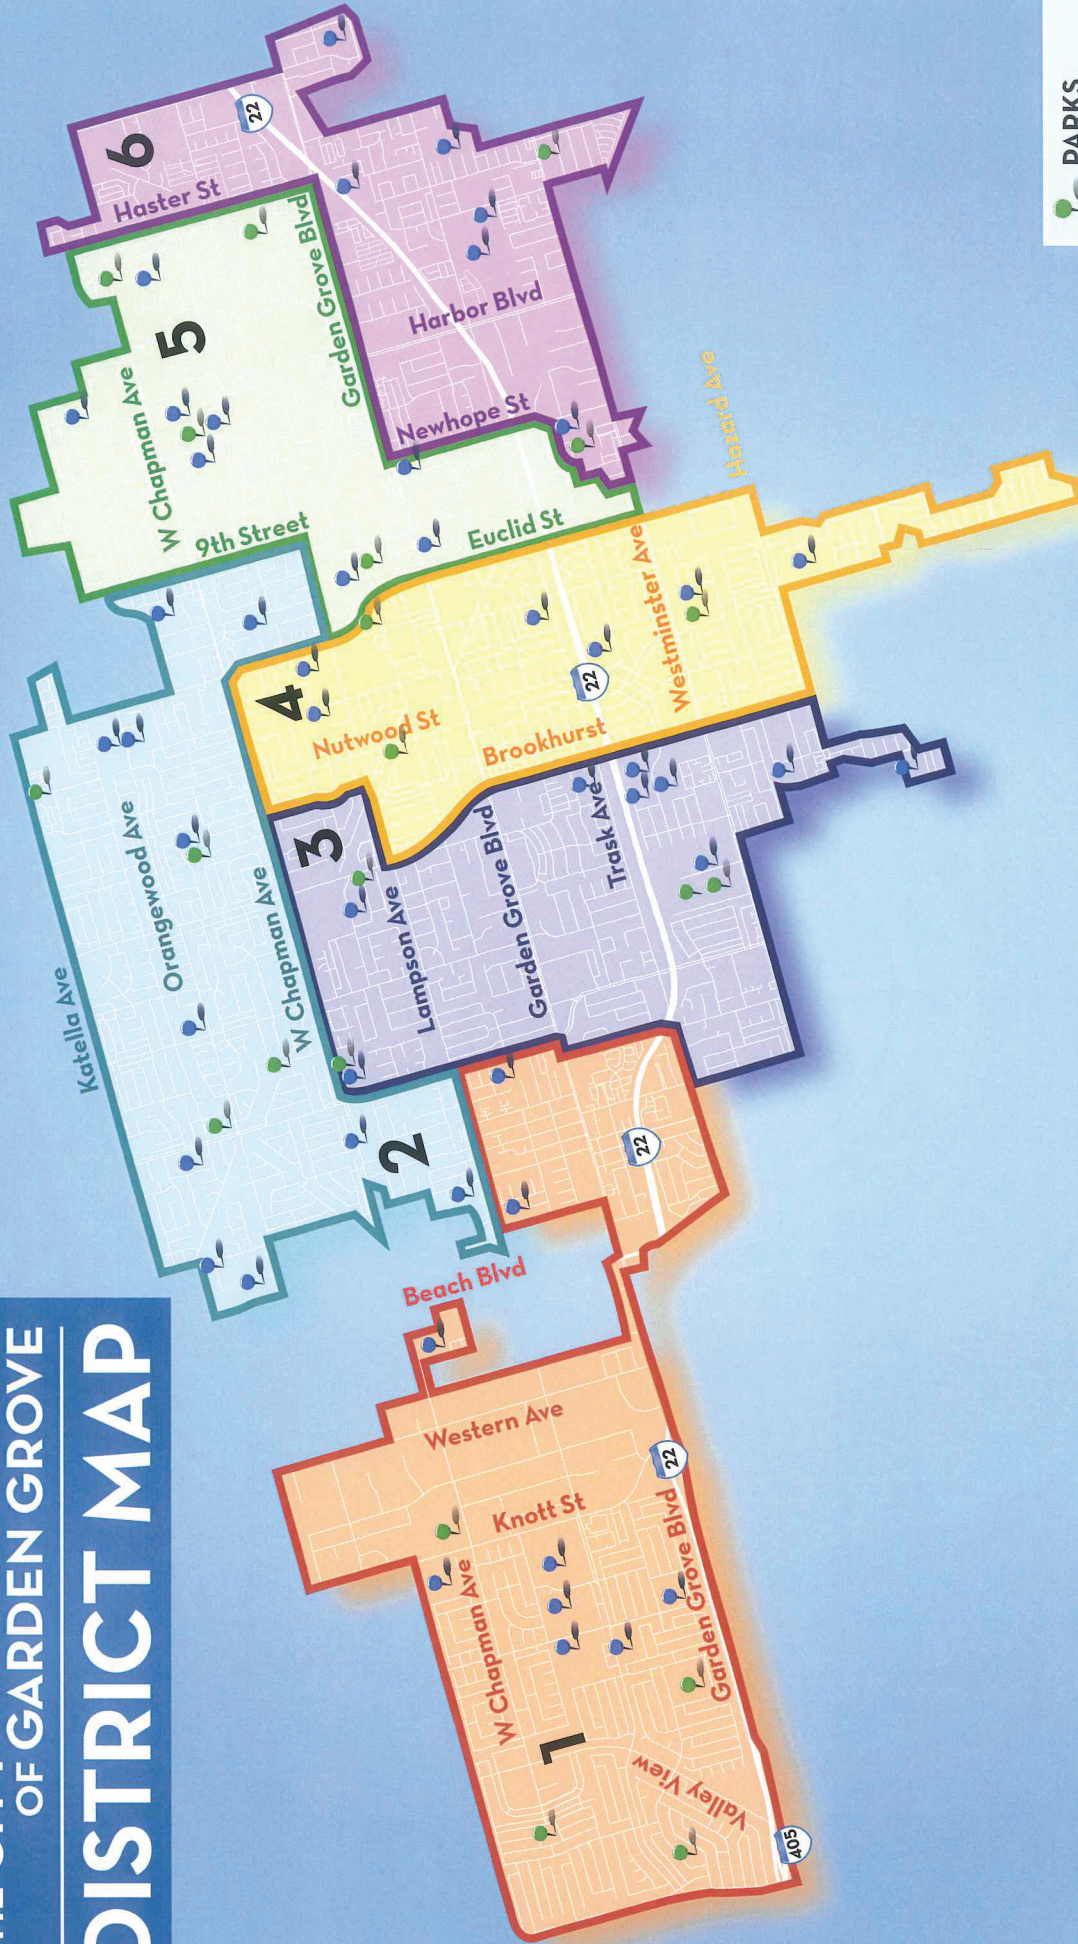 OF GARDEN GROVE
DISTRICT MAP
6
Haster St
22
5
W Chapman Ave
9th Street
Garden Grove Blvd
Harbor Blvd
Newhope St
Euclid St
Hazard Ave
4
Nutwood St
Brookhurst
22
Westminster Ave
3
Lampson Ave
Garden Grove Blvd
Trask Ave
Katella Ave
Orangewood Ave
W Chapman Ave
2
22
Beach Blvd
Western Ave
Knott St
22
W Chapman Ave
Garden Grove Blvd
1
Valley View
405
PARKS